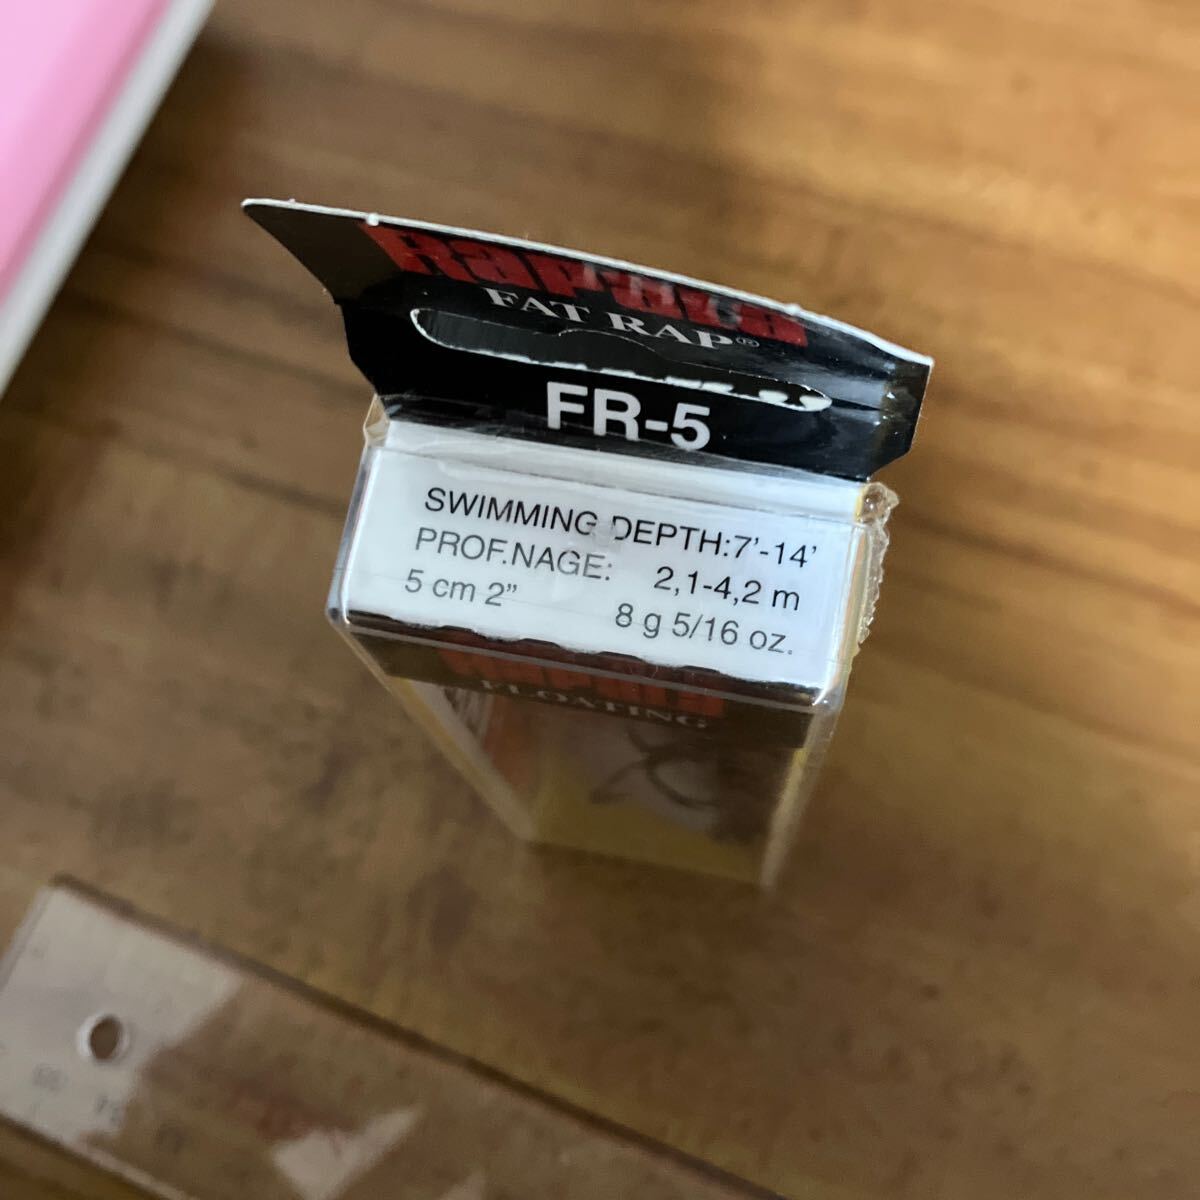 Rapala
FAT RAP®
FR-5
SWIMMING DEPTH:7'-14'
PROF.NAGE: 2,1-4,2 m
5 cm 2" 8 g 5/16 oz.
Rapala
FLOATING